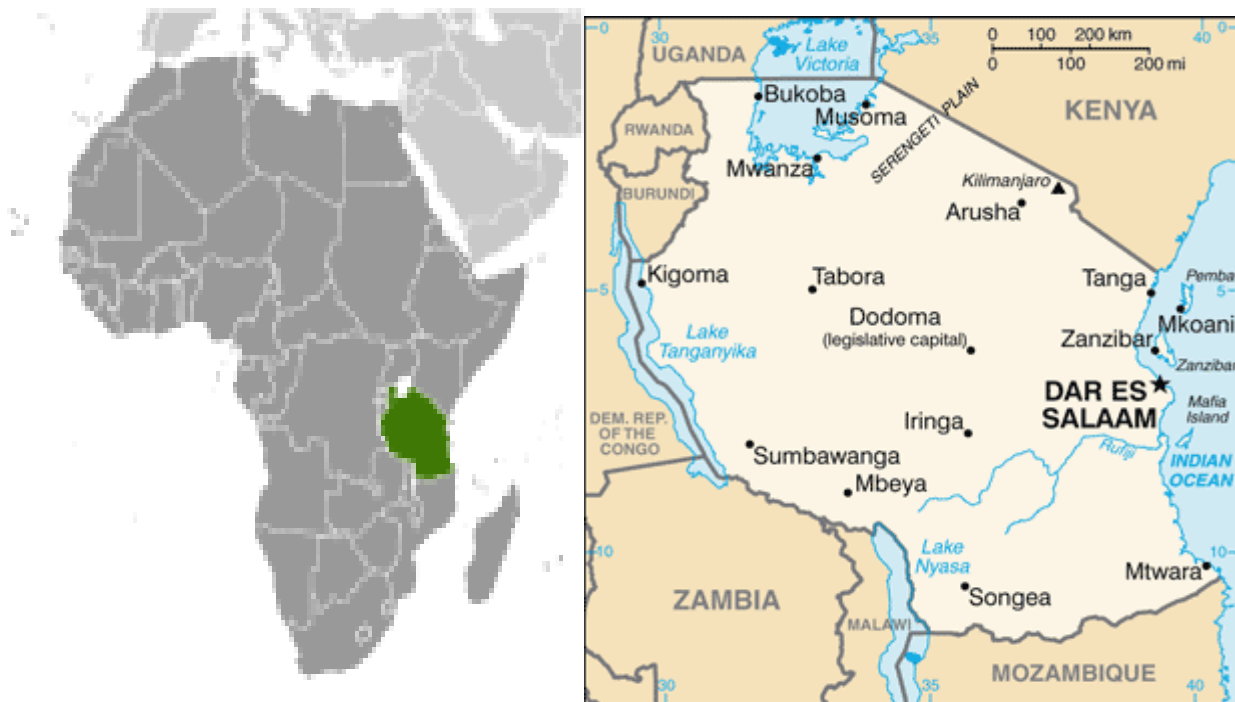 0
35
0
100
200 km
40
0
0
100
200 mi
UGANDA
Lake
Victoria
KENYA
Bukoba
Musoma
RWANDA
SERENGETI PLAIN
Mwanza
BURUNDI
Kilimanjaro
Arusha
Kigoma
Tabora
Tanga
Pemba
5
5
Dodoma
(legislative capital)
Mkoani
Lake
Tanganyika
Zanzibar
Zanzibar
DAR ES
SALAAM
Mafia
Island
DEM. REP.
OF THE
CONGO
Iringa
Rufiji
Sumbawanga
INDIAN
OCEAN
Mbeya
10
10
Lake
Nyasa
Mtwara
ZAMBIA
Songea
MALAWI
MOZAMBIQUE
30
35
40